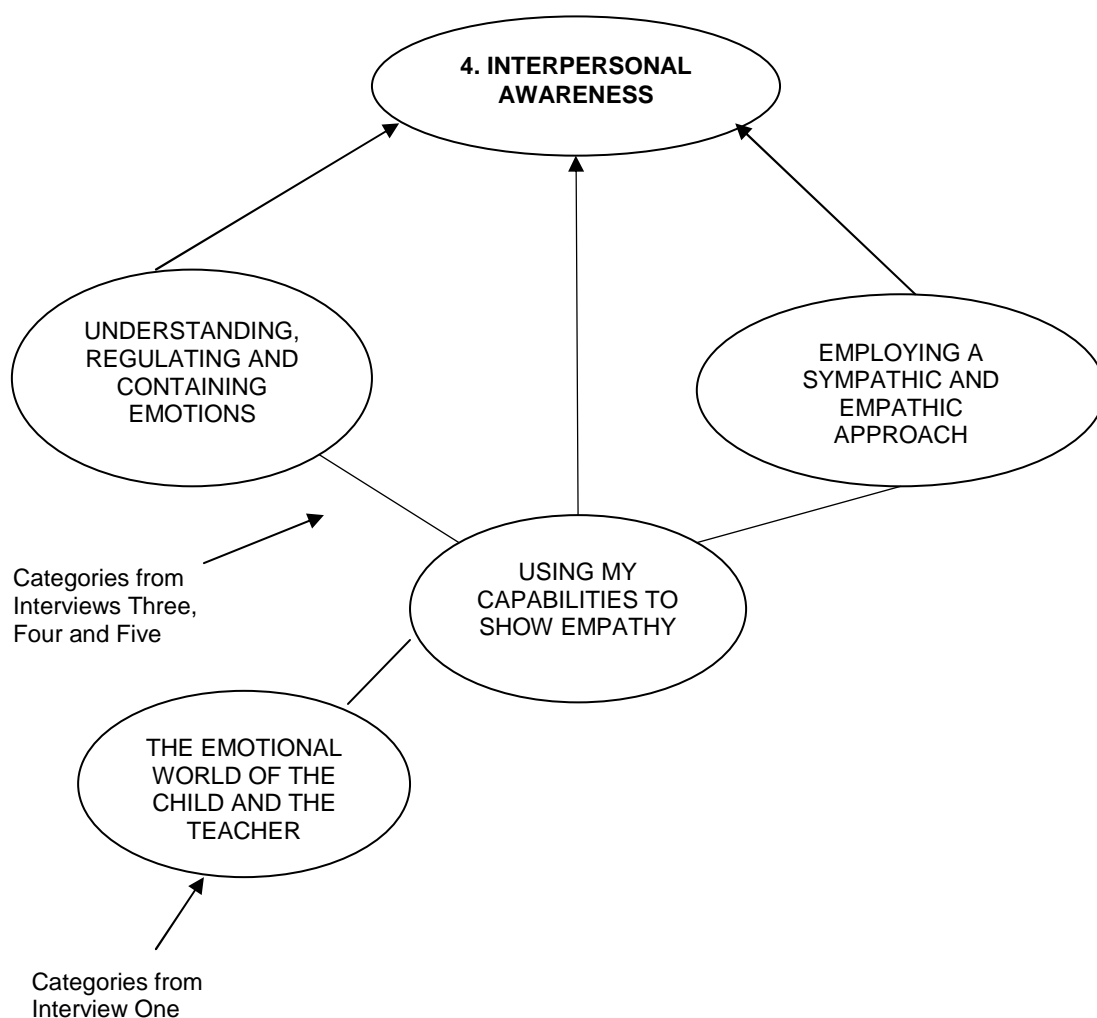 4. INTERPERSONAL
AWARENESS
UNDERSTANDING,
REGULATING AND
CONTAINING
EMOTIONS
EMPLOYING A
SYMPATHIC AND
EMPATHIC
APPROACH
Categories from
Interviews Three,
Four and Five
USING MY
CAPABILITIES TO
SHOW EMPATHY
THE EMOTIONAL
WORLD OF THE
CHILD AND THE
TEACHER
Categories from
Interview One